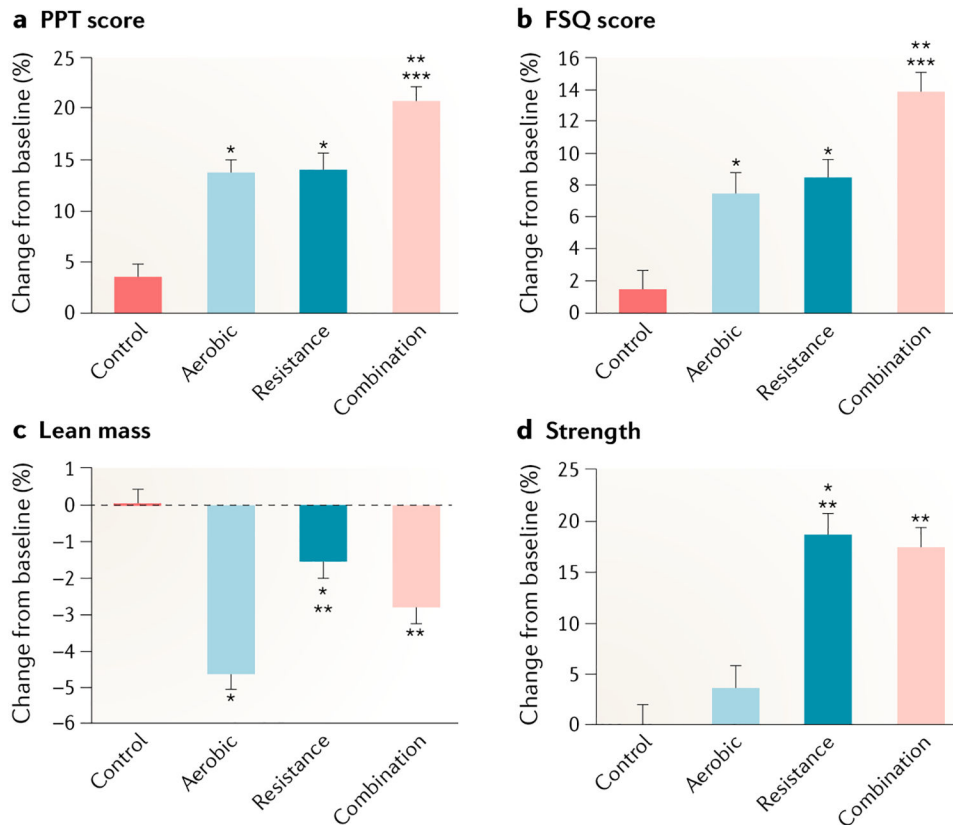 a PPT score
Change from baseline (%)
25
20
15
10
5
0
*
*
**
***
Control
Aerobic
Resistance
Combination
b FSQ score
Change from baseline (%)
16
14
12
10
8
6
4
2
0
*
*
**
***
Control
Aerobic
Resistance
Combination
c Lean mass
Change from baseline (%)
1
0
–1
–2
–3
–4
–5
–6
*
*
**
**
Control
Aerobic
Resistance
Combination
d Strength
Change from baseline (%)
25
20
15
10
5
0
*
**
**
Control
Aerobic
Resistance
Combination